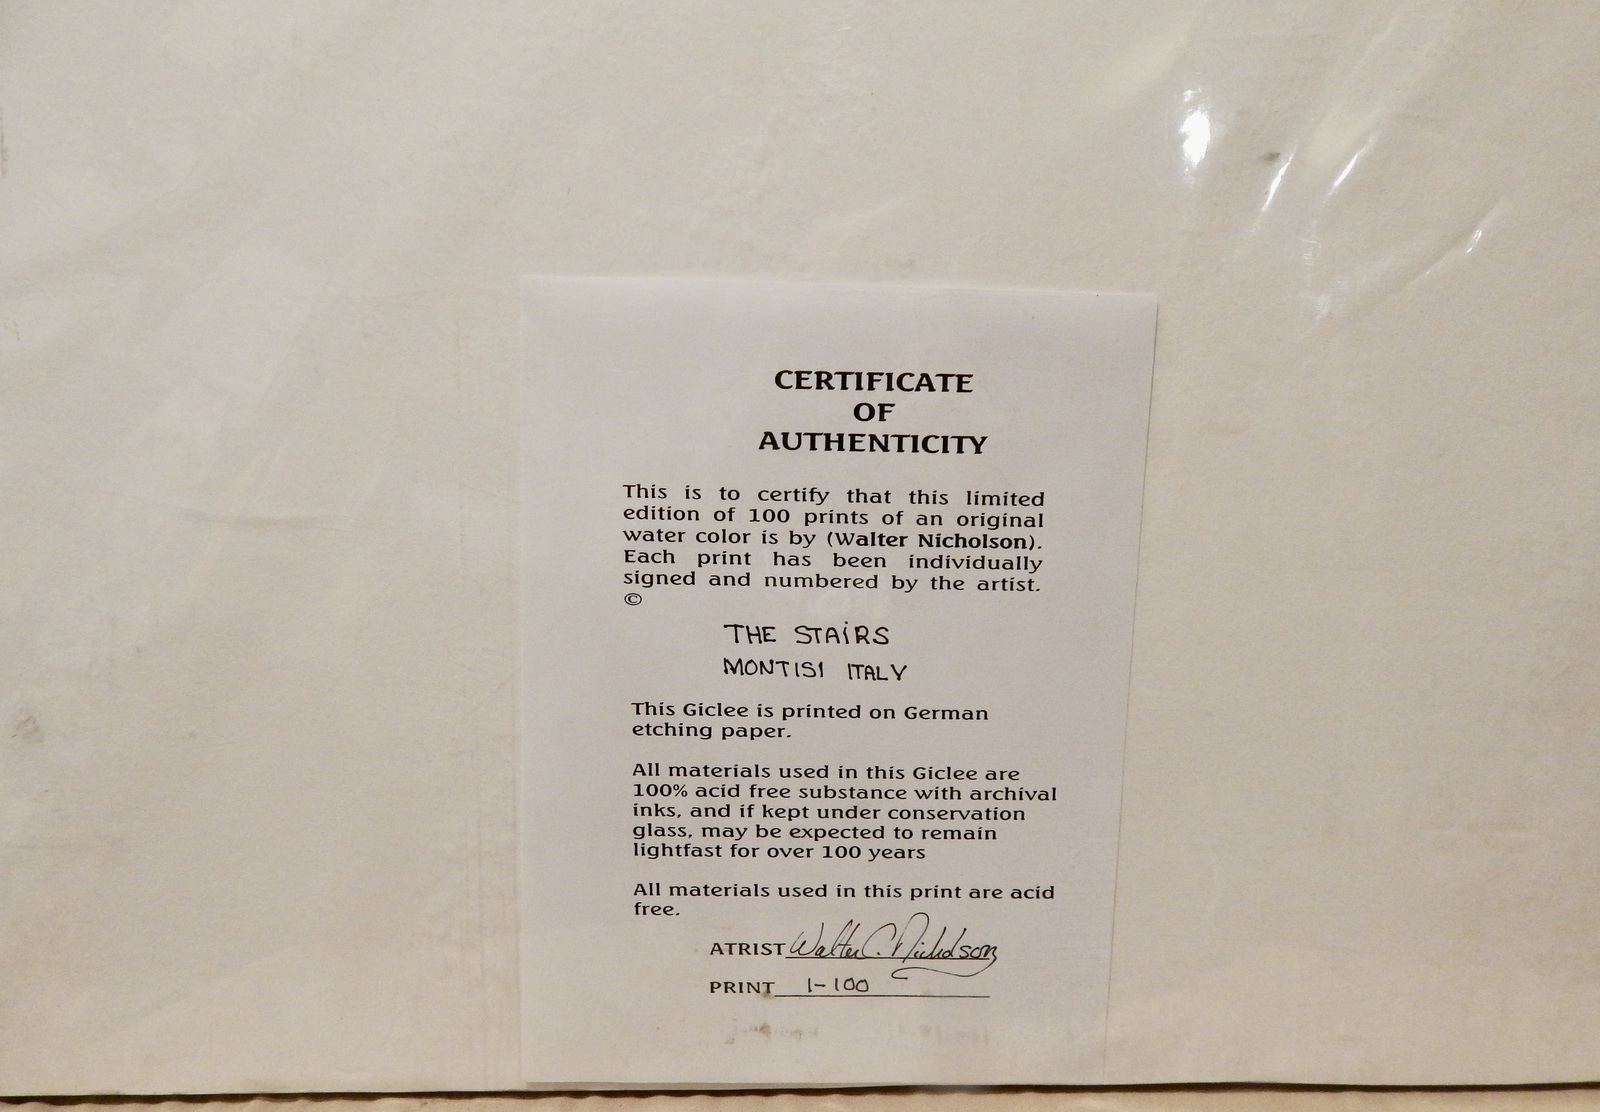 CERTIFICATE
OF
AUTHENTICITY
This is to certify that this limited
edition of 100 prints of an original
water color is by (Walter Nicholson).
Each print has been individually
signed and numbered by the artist.
©
THE STAiRS
MONTISI ITALY
This Giclee is printed on German
etching paper.
All materials used in this Giclee are
100% acid free substance with archival
inks, and if kept under conservation
glass, may be expected to remain
lightfast for over 100 years
All materials used in this print are acid
free.
ATRIST Walter C. Nicholson
PRINT 1-100